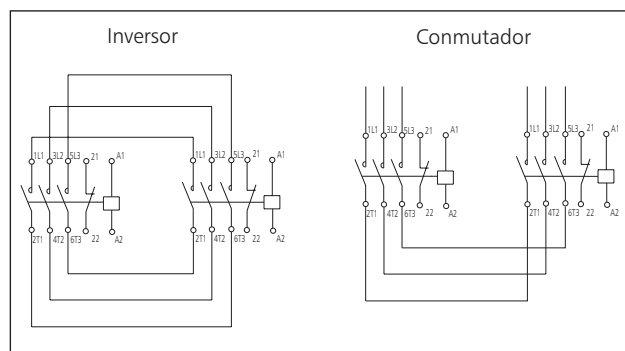 Inversor Conmutador
1L1 3L2 5L3 21 A1 1L1 3L2 5L3 21 A1 1L1 3L2 5L3 21 A1 1L1 3L2 5L3 21 A1
2T1 4T2 6T3 22 A2 2T1 4T2 6T3 22 A2 2T1 4T2 6T3 22 A2 2T1 4T2 6T3 22 A2